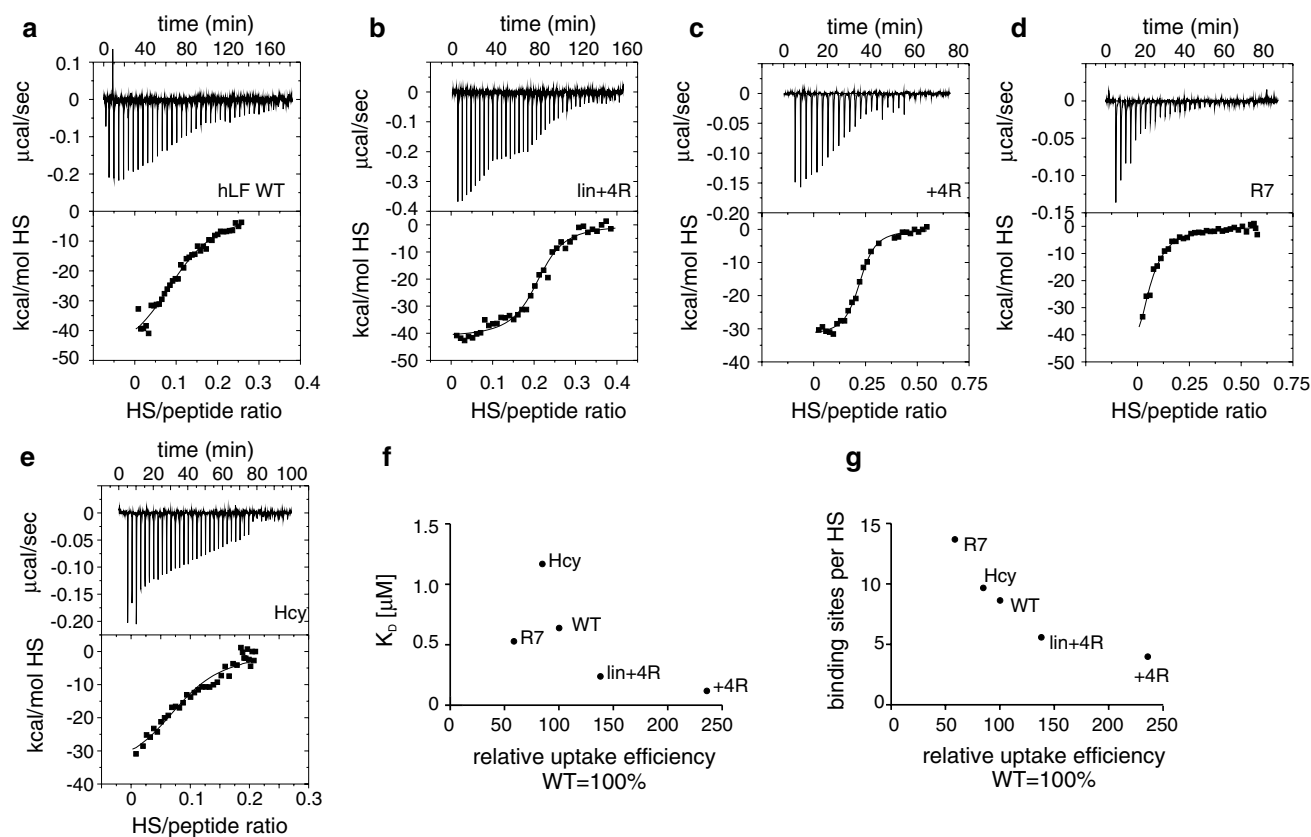 a
time (min)
0 40 80 120 160
0.1
0
-0.1
-0.2
µcal/sec
hLF WT
0
-10
-20
-30
-40
-50
kcal/mol HS
0 0.1 0.2 0.3 0.4
HS/peptide ratio
b
time (min)
0 40 80 120 160
0
-0.1
-0.2
-0.3
-0.4
µcal/sec
lin+4R
0
-10
-20
-30
-40
-50
kcal/mol HS
0 0.1 0.2 0.3 0.4
HS/peptide ratio
c
time (min)
0 20 40 60 80
0
-0.05
-0.10
-0.15
-0.20
µcal/sec
+4R
0
-10
-20
-30
-40
kcal/mol HS
0 0.25 0.50 0.75
HS/peptide ratio
d
time (min)
0 20 40 60 80
0
-0.05
-0.10
-0.15
µcal/sec
R7
0
-10
-20
-30
-40
-50
kcal/mol HS
0 0.25 0.50 0.75
HS/peptide ratio
e
time (min)
0 20 40 60 80 100
0
-0.05
-0.10
-0.15
-0.20
µcal/sec
Hcy
0
-10
-20
-30
-40
kcal/mol HS
0 0.1 0.2 0.3
HS/peptide ratio
f
1.5
1.0
0.5
0
K_D [µM]
Hcy
WT
R7
lin+4R
+4R
0 50 100 150 200 250
relative uptake efficiency
WT=100%
g
15
10
5
0
binding sites per HS
R7
Hcy
WT
lin+4R
+4R
0 50 100 150 200 250
relative uptake efficiency
WT=100%